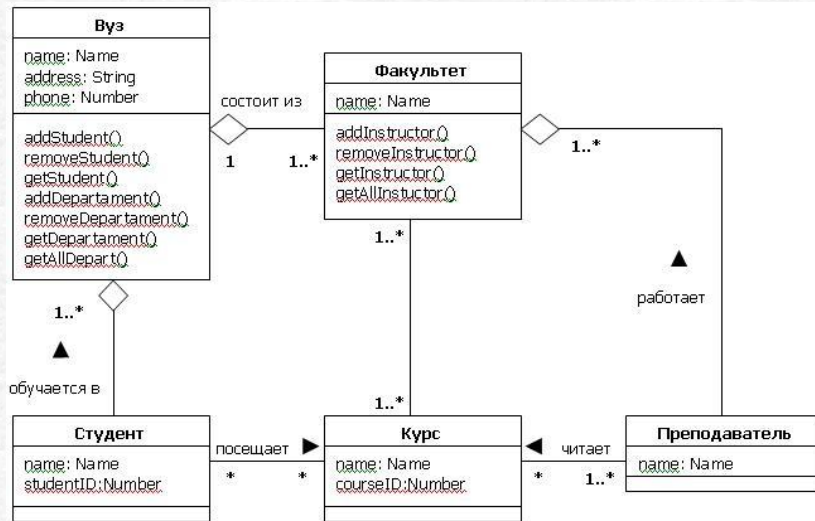 Вуз
name: Name
address: String
phone: Number
addStudent()
removeStudent()
getStudent()
addDepartament()
removeDepartament()
getDepartament()
getAllDepart()
состоит из
1
1..*
Факультет
name: Name
addInstructor()
removeInstructor()
getInstructor()
getAllInstuctor()
1..*
работает
1..*
1..*
1..*
обучается в
Студент
name: Name
studentID:Number
посещает
*
*
Курс
name: Name
courseID:Number
читает
*
1..*
Преподаватель
name: Name